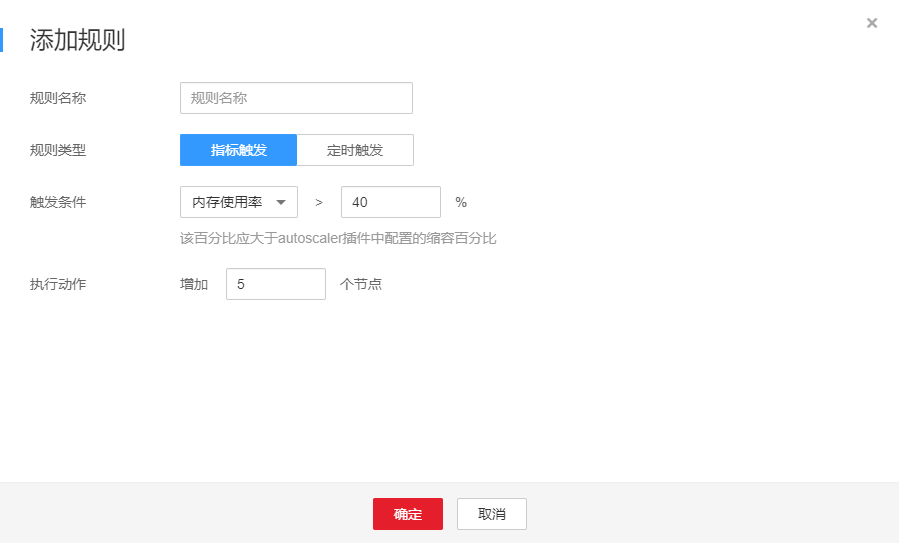 添加规则
规则名称 规则名称
规则类型 指标触发 定时触发
触发条件 内存使用率 > 40 %
该百分比应大于autoscaler插件中配置的缩容百分比
执行动作 增加 5 个节点
确定 取消